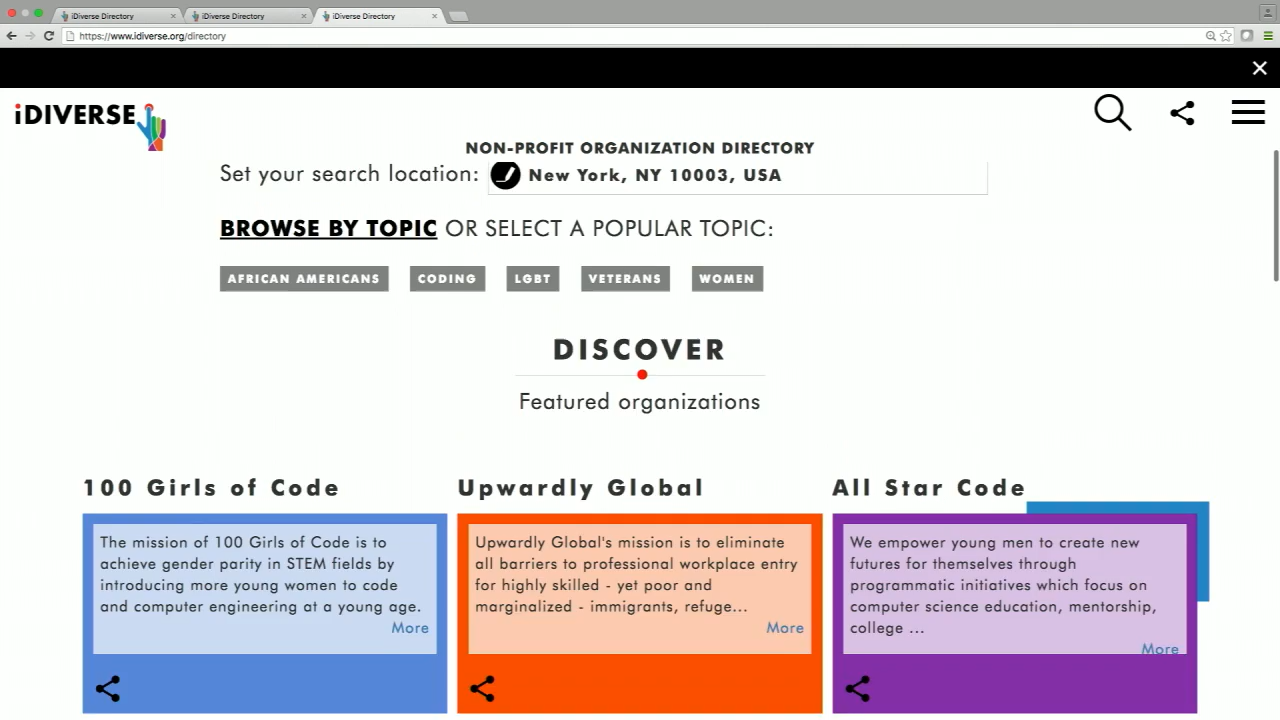 iDiverse Directory
iDiverse Directory
iDiverse Directory
https://www.idiverse.org/directory
iDIVERSE
NON-PROFIT ORGANIZATION DIRECTORY
Set your search location: New York, NY 10003, USA
BROWSE BY TOPIC OR SELECT A POPULAR TOPIC:
AFRICAN AMERICANS CODING LGBT VETERANS WOMEN
DISCOVER
Featured organizations
100 Girls of Code
The mission of 100 Girls of Code is to
achieve gender parity in STEM fields by
introducing more young women to code
and computer engineering at a young age.
More
Upwardly Global
Upwardly Global's mission is to eliminate
all barriers to professional workplace entry
for highly skilled - yet poor and
marginalized - immigrants, refuge...
More
All Star Code
We empower young men to create new
futures for themselves through
programmatic initiatives which focus on
computer science education, mentorship,
college ...
More